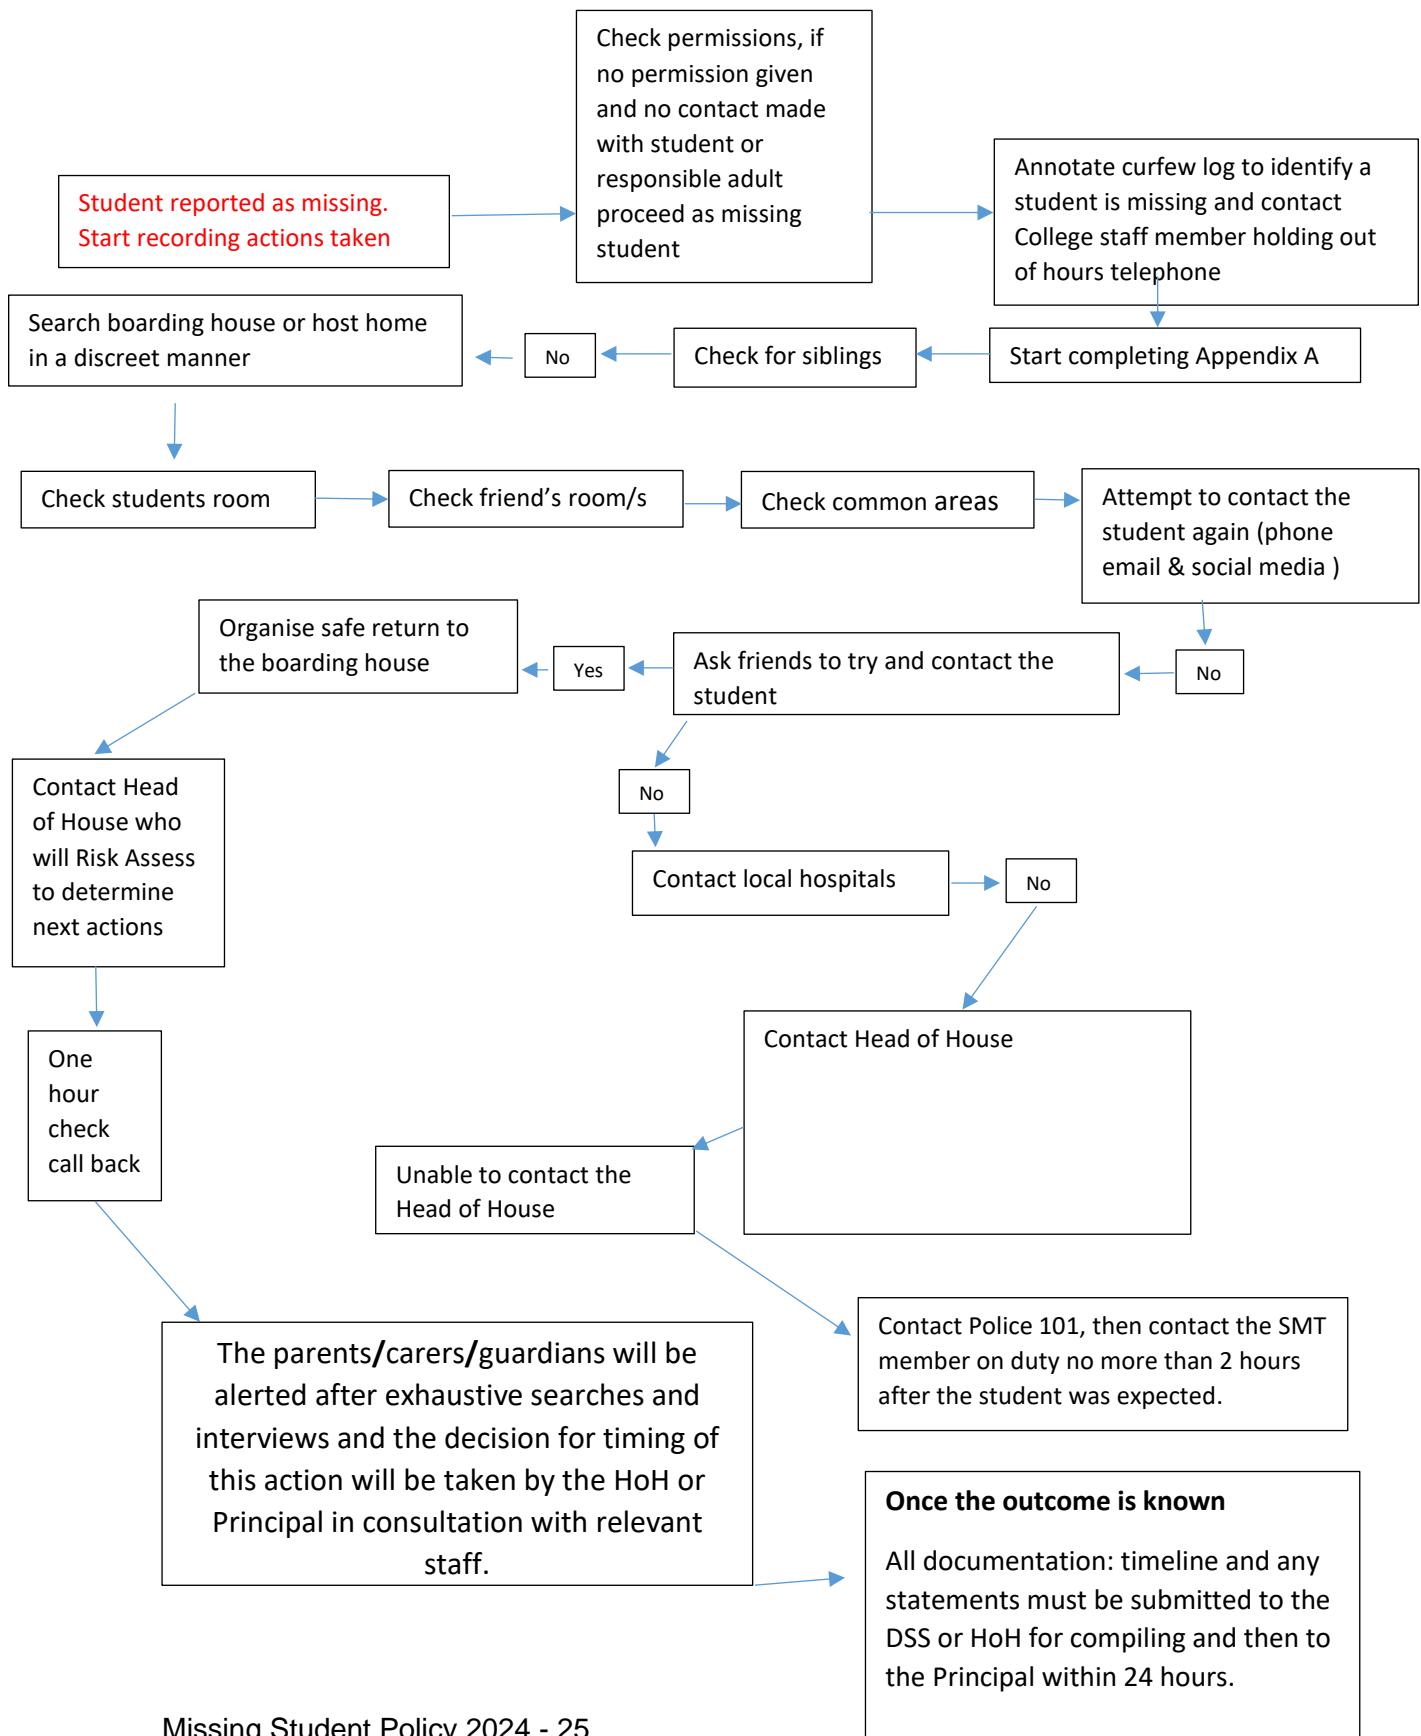 Student reported as missing.
Start recording actions taken
Check permissions, if
no permission given
and no contact made
with student or
responsible adult
proceed as missing
student
Annotate curfew log to identify a
student is missing and contact
College staff member holding out
of hours telephone
Start completing Appendix A
Check for siblings
No
Search boarding house or host home
in a discreet manner
Check students room
Check friend’s room/s
Check common areas
Attempt to contact the
student again (phone
email & social media )
No
Ask friends to try and contact the
student
Yes
Organise safe return to
the boarding house
Contact Head
of House who
will Risk Assess
to determine
next actions
One
hour
check
call back
No
Contact local hospitals
No
Contact Head of House
Unable to contact the
Head of House
Contact Police 101, then contact the SMT
member on duty no more than 2 hours
after the student was expected.
The parents/carers/guardians will be
alerted after exhaustive searches and
interviews and the decision for timing of
this action will be taken by the HoH or
Principal in consultation with relevant
staff.
Once the outcome is known
All documentation: timeline and any
statements must be submitted to the
DSS or HoH for compiling and then to
the Principal within 24 hours.
Missing Student Policy 2024 - 25